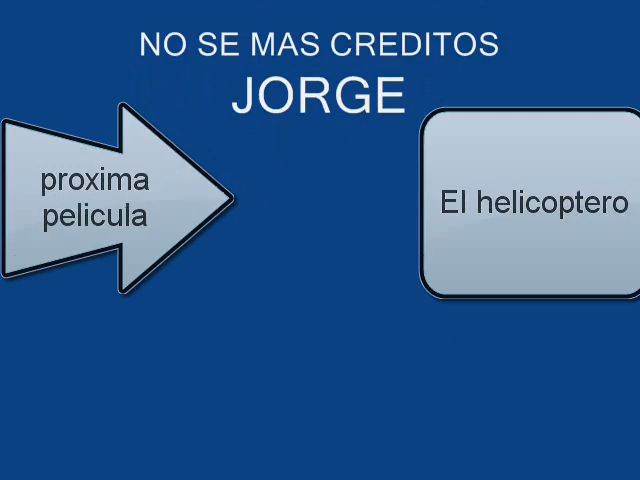 NO SE MAS CREDITOS
JORGE
proxima
pelicula
El helicoptero